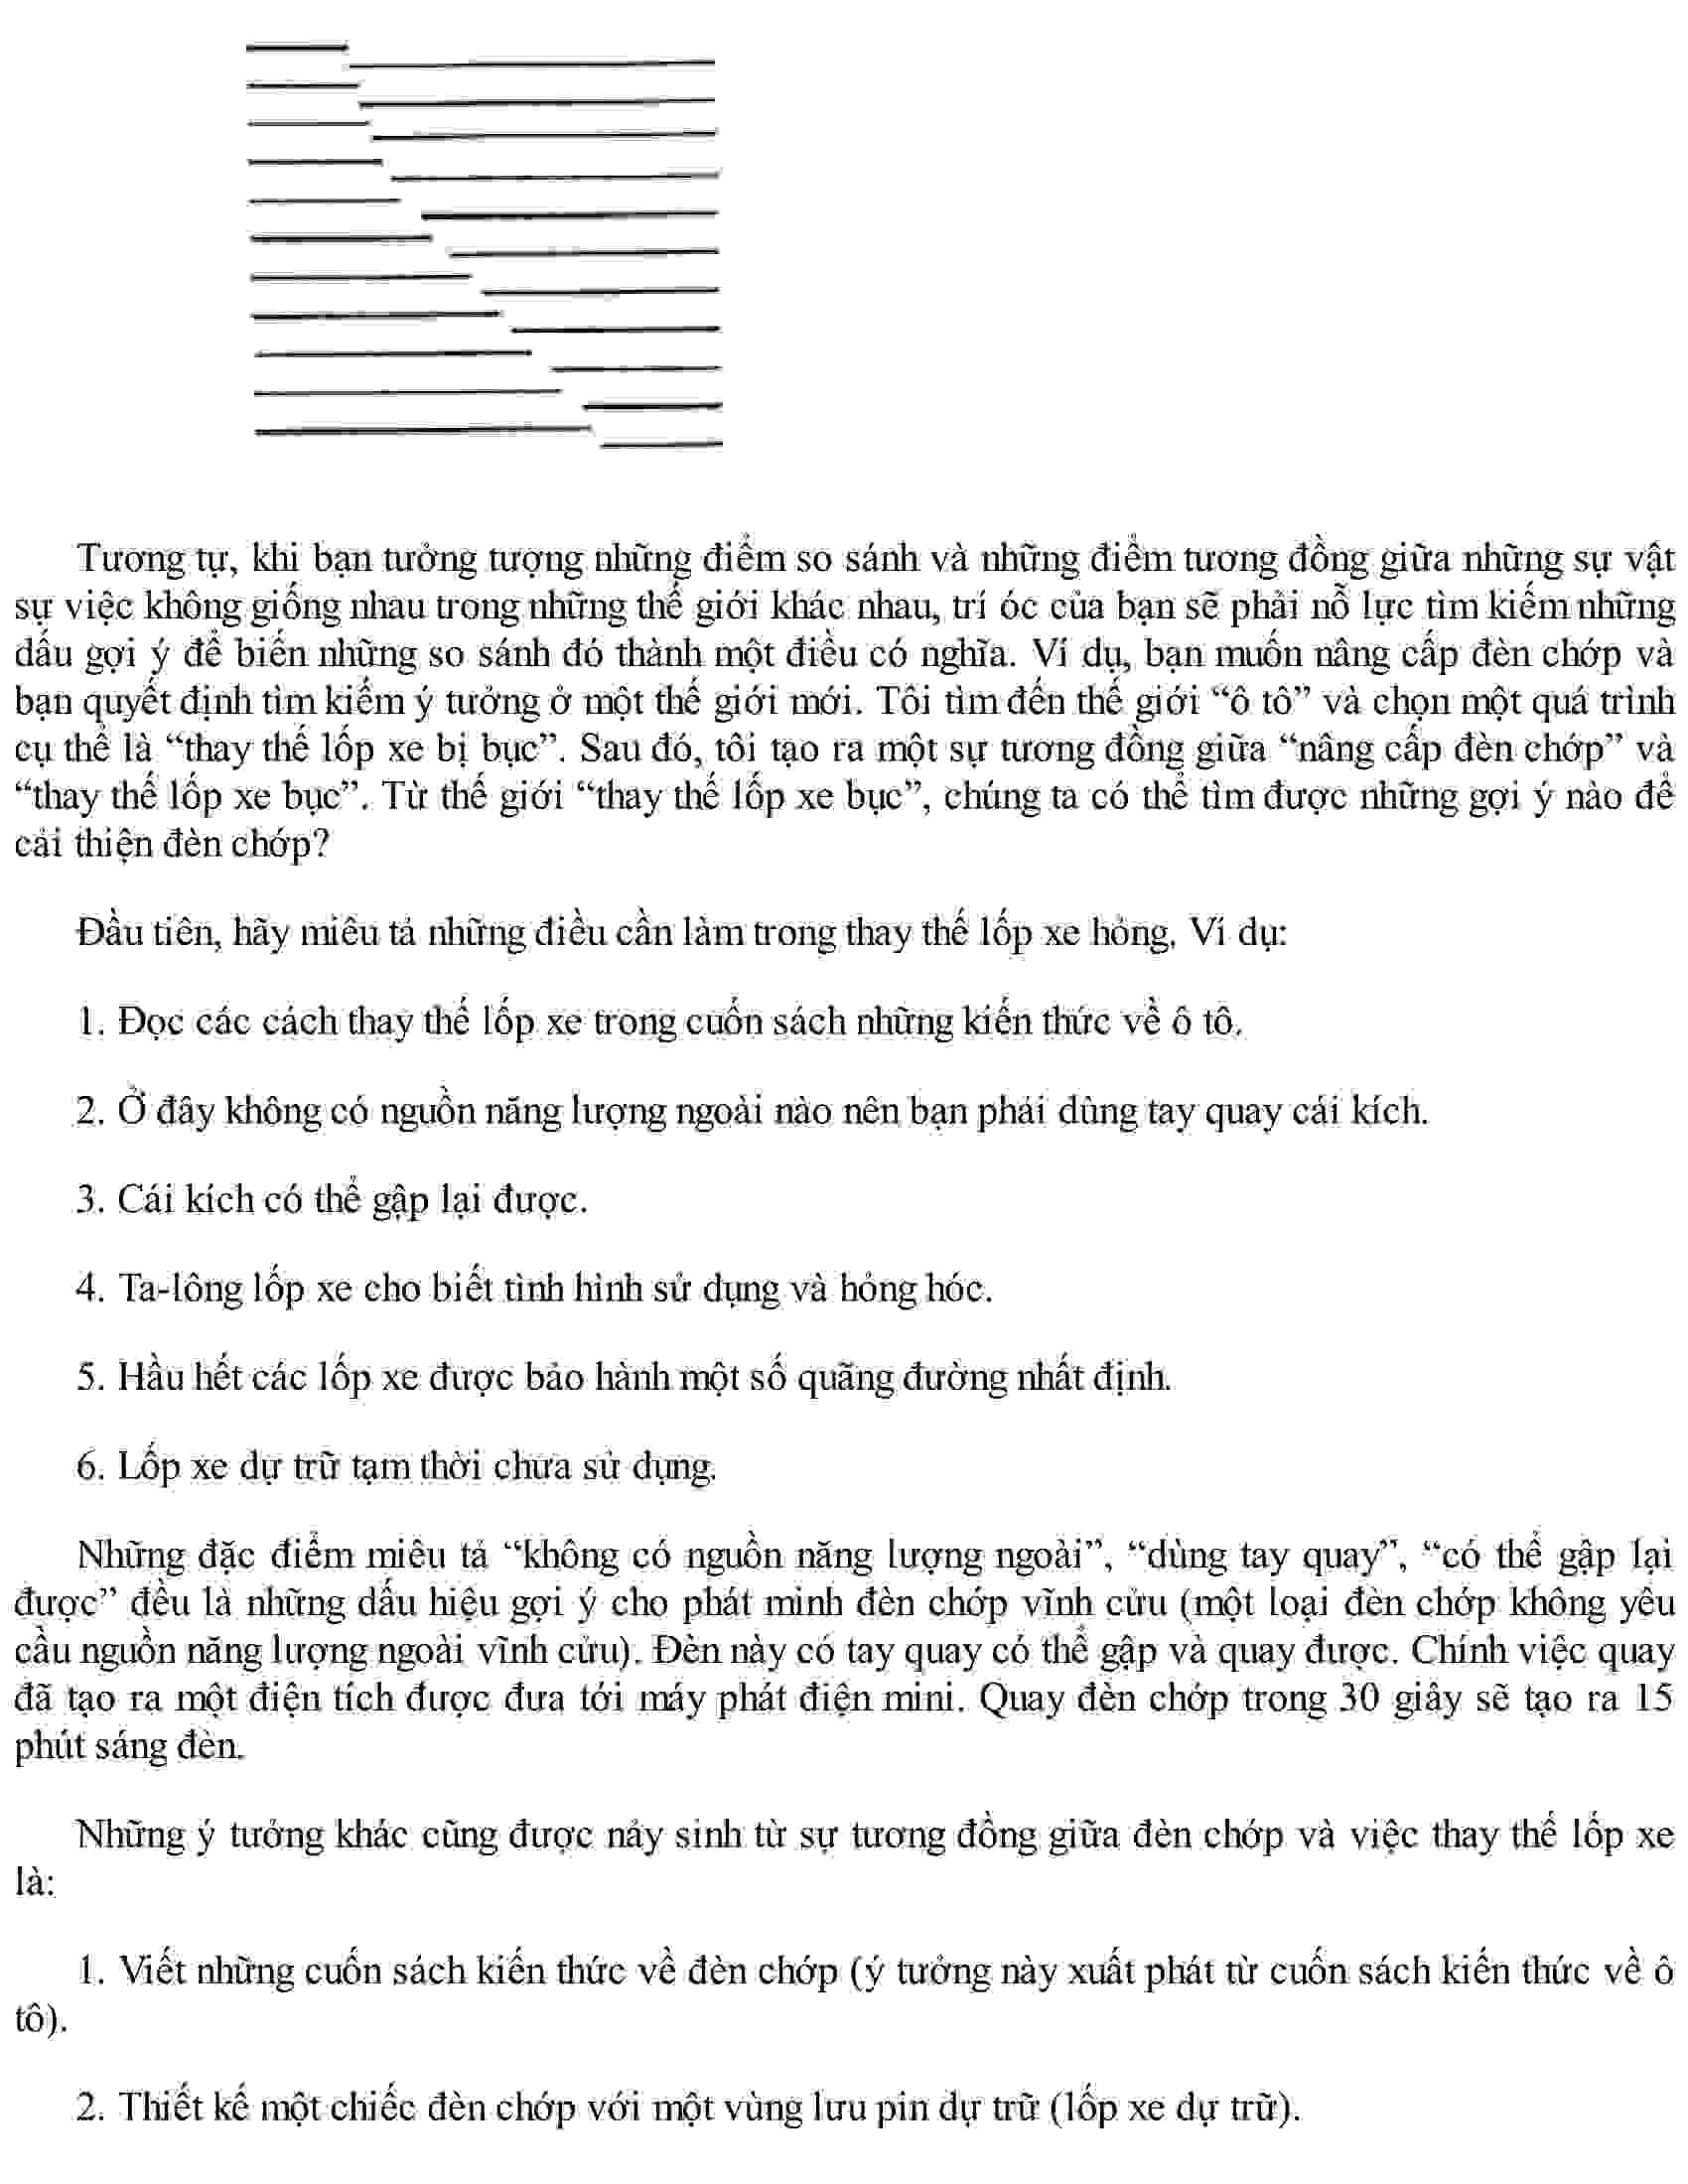 Tương tự, khi bạn tưởng tượng những điểm so sánh và những điểm tương đồng giữa những sự vật
sự việc không giống nhau trong những thế giới khác nhau, trí óc của bạn sẽ phải nỗ lực tìm kiếm những
dấu gợi ý để biến những so sánh đó thành một điều có nghĩa. Ví dụ, bạn muốn nâng cấp đèn chớp và
bạn quyết định tìm kiếm ý tưởng ở một thế giới mới. Tôi tìm đến thế giới “ô tô” và chọn một quá trình
cụ thể là “thay thế lốp xe bị bục”. Sau đó, tôi tạo ra một sự tương đồng giữa “nâng cấp đèn chớp” và
“thay thế lốp xe bục”. Từ thế giới “thay thế lốp xe bục”, chúng ta có thể tìm được những gợi ý nào để
cải thiện đèn chớp?
Đầu tiên, hãy miêu tả những điều cần làm trong thay thế lốp xe hỏng, Ví dụ:
1. Đọc các cách thay thế lốp xe trong cuốn sách những kiến thức về ô tô.
2. Ở đây không có nguồn năng lượng ngoài nào nên bạn phải dùng tay quay cái kích.
3. Cái kích có thể gập lại được.
4. Ta-lông lốp xe cho biết tình hình sử dụng và hỏng hóc.
5. Hầu hết các lốp xe được bảo hành một số quãng đường nhất định.
6. Lốp xe dự trữ tạm thời chưa sử dụng.
Những đặc điểm miêu tả “không có nguồn năng lượng ngoài”, “dùng tay quay”, “có thể gập lại
được” đều là những dấu hiệu gợi ý cho phát minh đèn chớp vĩnh cửu (một loại đèn chớp không yêu
cầu nguồn năng lượng ngoài vĩnh cửu). Đèn này có tay quay có thể gập và quay được. Chính việc quay
đã tạo ra một điện tích được đưa tới máy phát điện mini. Quay đèn chớp trong 30 giây sẽ tạo ra 15
phút sáng đèn.
Những ý tưởng khác cũng được nảy sinh từ sự tương đồng giữa đèn chớp và việc thay thế lốp xe
là:
1. Viết những cuốn sách kiến thức về đèn chớp (ý tưởng này xuất phát từ cuốn sách kiến thức về ô
tô).
2. Thiết kế một chiếc đèn chớp với một vùng lưu pin dự trữ (lốp xe dự trữ).